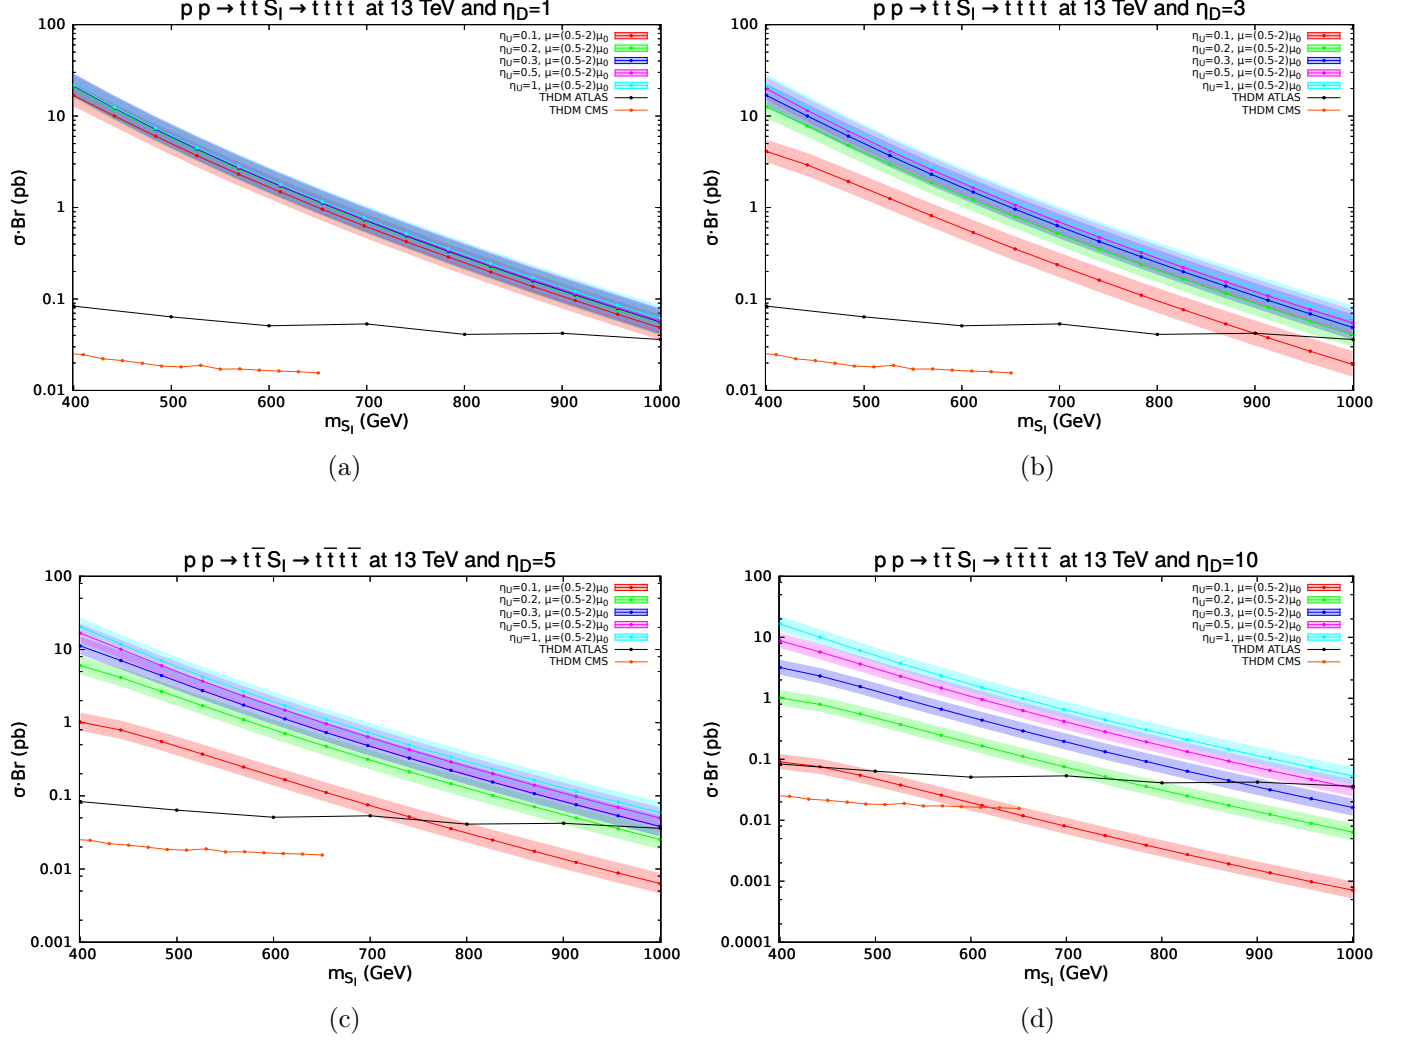 p p → t t S_I → t t t t at 13 TeV and η_D=1
100
10
1
0.1
0.01
σ·Br (pb)
η_U=0.1, μ=(0.5-2)μ_0
η_U=0.2, μ=(0.5-2)μ_0
η_U=0.3, μ=(0.5-2)μ_0
η_U=0.5, μ=(0.5-2)μ_0
η_U=1, μ=(0.5-2)μ_0
THDM ATLAS
THDM CMS
400 500 600 700 800 900 1000
m_{S_I} (GeV)
(a)
p p → t t S_I → t t t t at 13 TeV and η_D=3
100
10
1
0.1
0.01
σ·Br (pb)
η_U=0.1, μ=(0.5-2)μ_0
η_U=0.2, μ=(0.5-2)μ_0
η_U=0.3, μ=(0.5-2)μ_0
η_U=0.5, μ=(0.5-2)μ_0
η_U=1, μ=(0.5-2)μ_0
THDM ATLAS
THDM CMS
400 500 600 700 800 900 1000
m_{S_I} (GeV)
(b)
p p → t t̅ S_I → t t̅ t t̅ at 13 TeV and η_D=5
100
10
1
0.1
0.01
0.001
σ·Br (pb)
η_U=0.1, μ=(0.5-2)μ_0
η_U=0.2, μ=(0.5-2)μ_0
η_U=0.3, μ=(0.5-2)μ_0
η_U=0.5, μ=(0.5-2)μ_0
η_U=1, μ=(0.5-2)μ_0
THDM ATLAS
THDM CMS
400 500 600 700 800 900 1000
m_{S_I} (GeV)
(c)
p p → t t̅ S_I → t t̅ t t̅ at 13 TeV and η_D=10
100
10
1
0.1
0.01
0.001
0.0001
σ·Br (pb)
η_U=0.1, μ=(0.5-2)μ_0
η_U=0.2, μ=(0.5-2)μ_0
η_U=0.3, μ=(0.5-2)μ_0
η_U=0.5, μ=(0.5-2)μ_0
η_U=1, μ=(0.5-2)μ_0
THDM ATLAS
THDM CMS
400 500 600 700 800 900 1000
m_{S_I} (GeV)
(d)